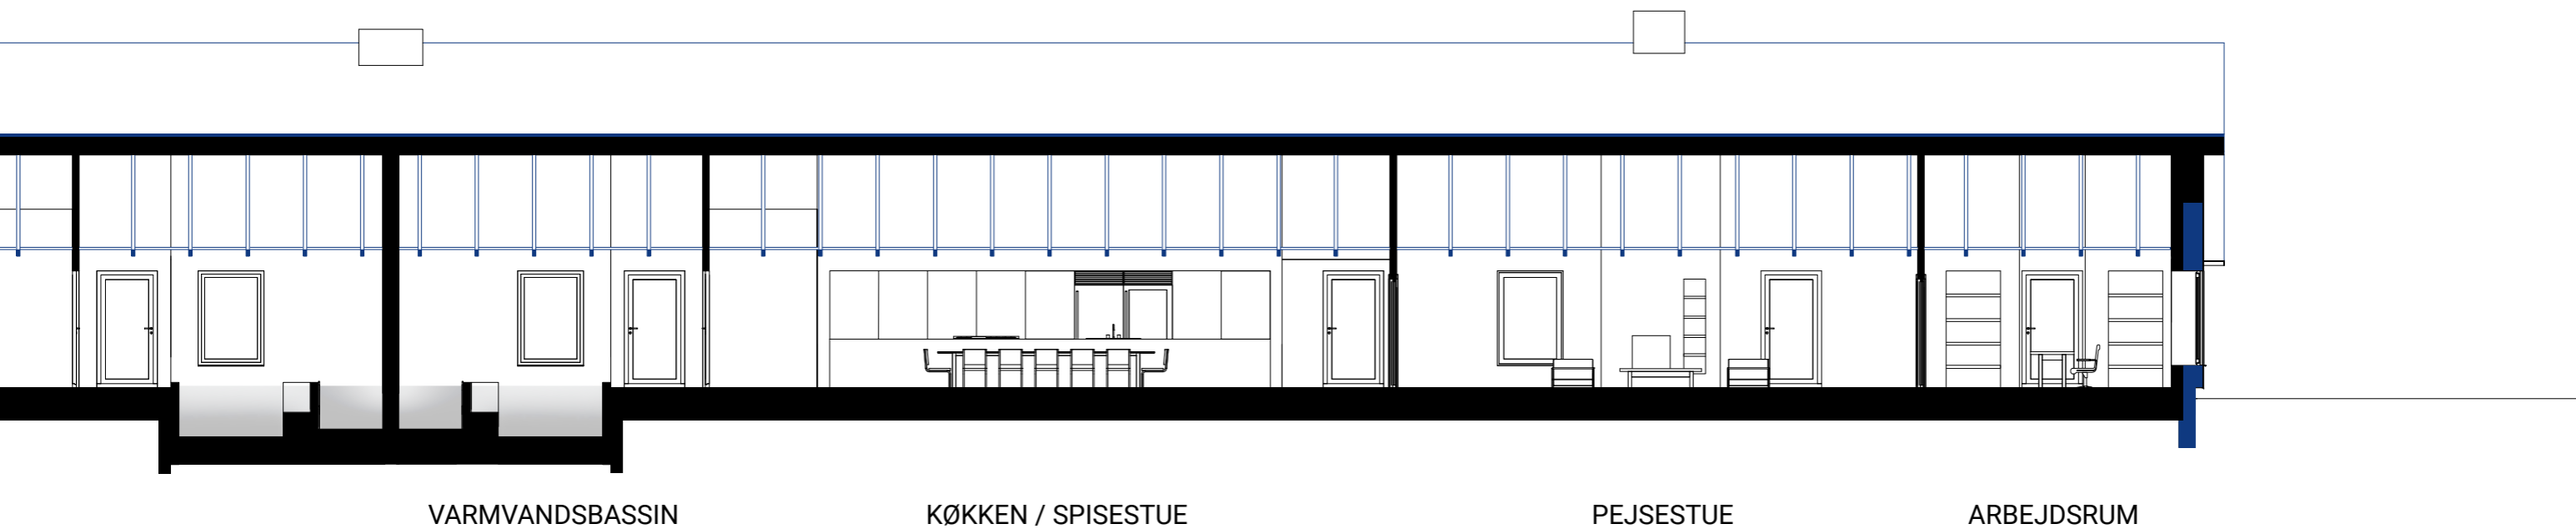 VARMVANDSBASSIN
KØKKEN / SPISESTUE
PEJSESTUE
ARBEJDSRUM